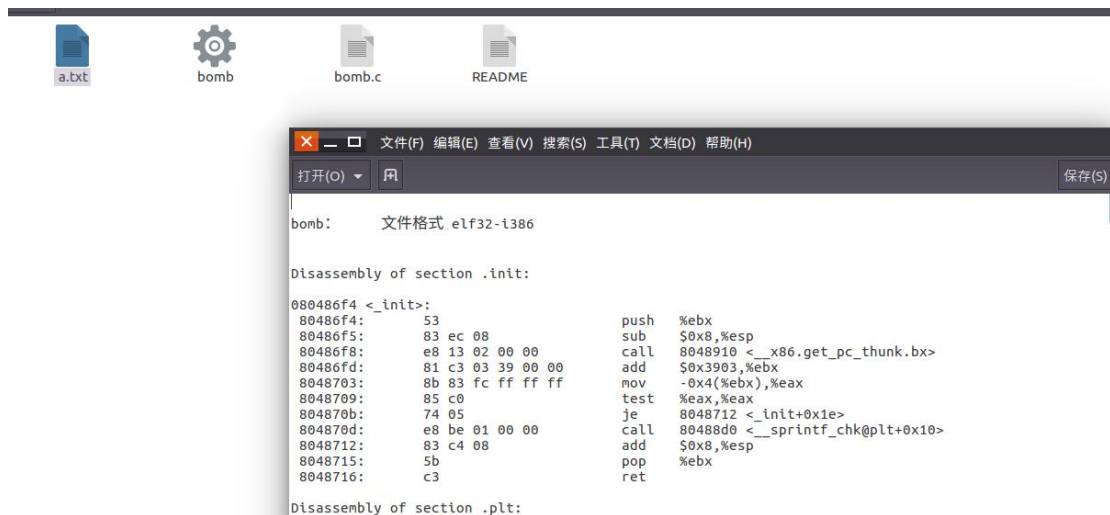 a.txt bomb bomb.c README
文件(F) 编辑(E) 查看(V) 搜索(S) 工具(T) 文档(D) 帮助(H)
打开(O) 保存(S)
bomb:     文件格式 elf32-i386
Disassembly of section .init:
080486f4 <_init>:
80486f4: 53 push %ebx
80486f5: 83 ec 08 sub $0x8,%esp
80486f8: e8 13 02 00 00 call 8048910 <__x86.get_pc_thunk.bx>
80486fd: 81 c3 03 39 00 00 add $0x3903,%ebx
8048703: 8b 83 fc ff ff ff mov -0x4(%ebx),%eax
8048709: 85 c0 test %eax,%eax
804870b: 74 05 je 8048712 <_init+0x1e>
804870d: e8 be 01 00 00 call 80488d0 <__sprintf_chk@plt+0x10>
8048712: 83 c4 08 add $0x8,%esp
8048715: 5b pop %ebx
8048716: c3 ret
Disassembly of section .plt: